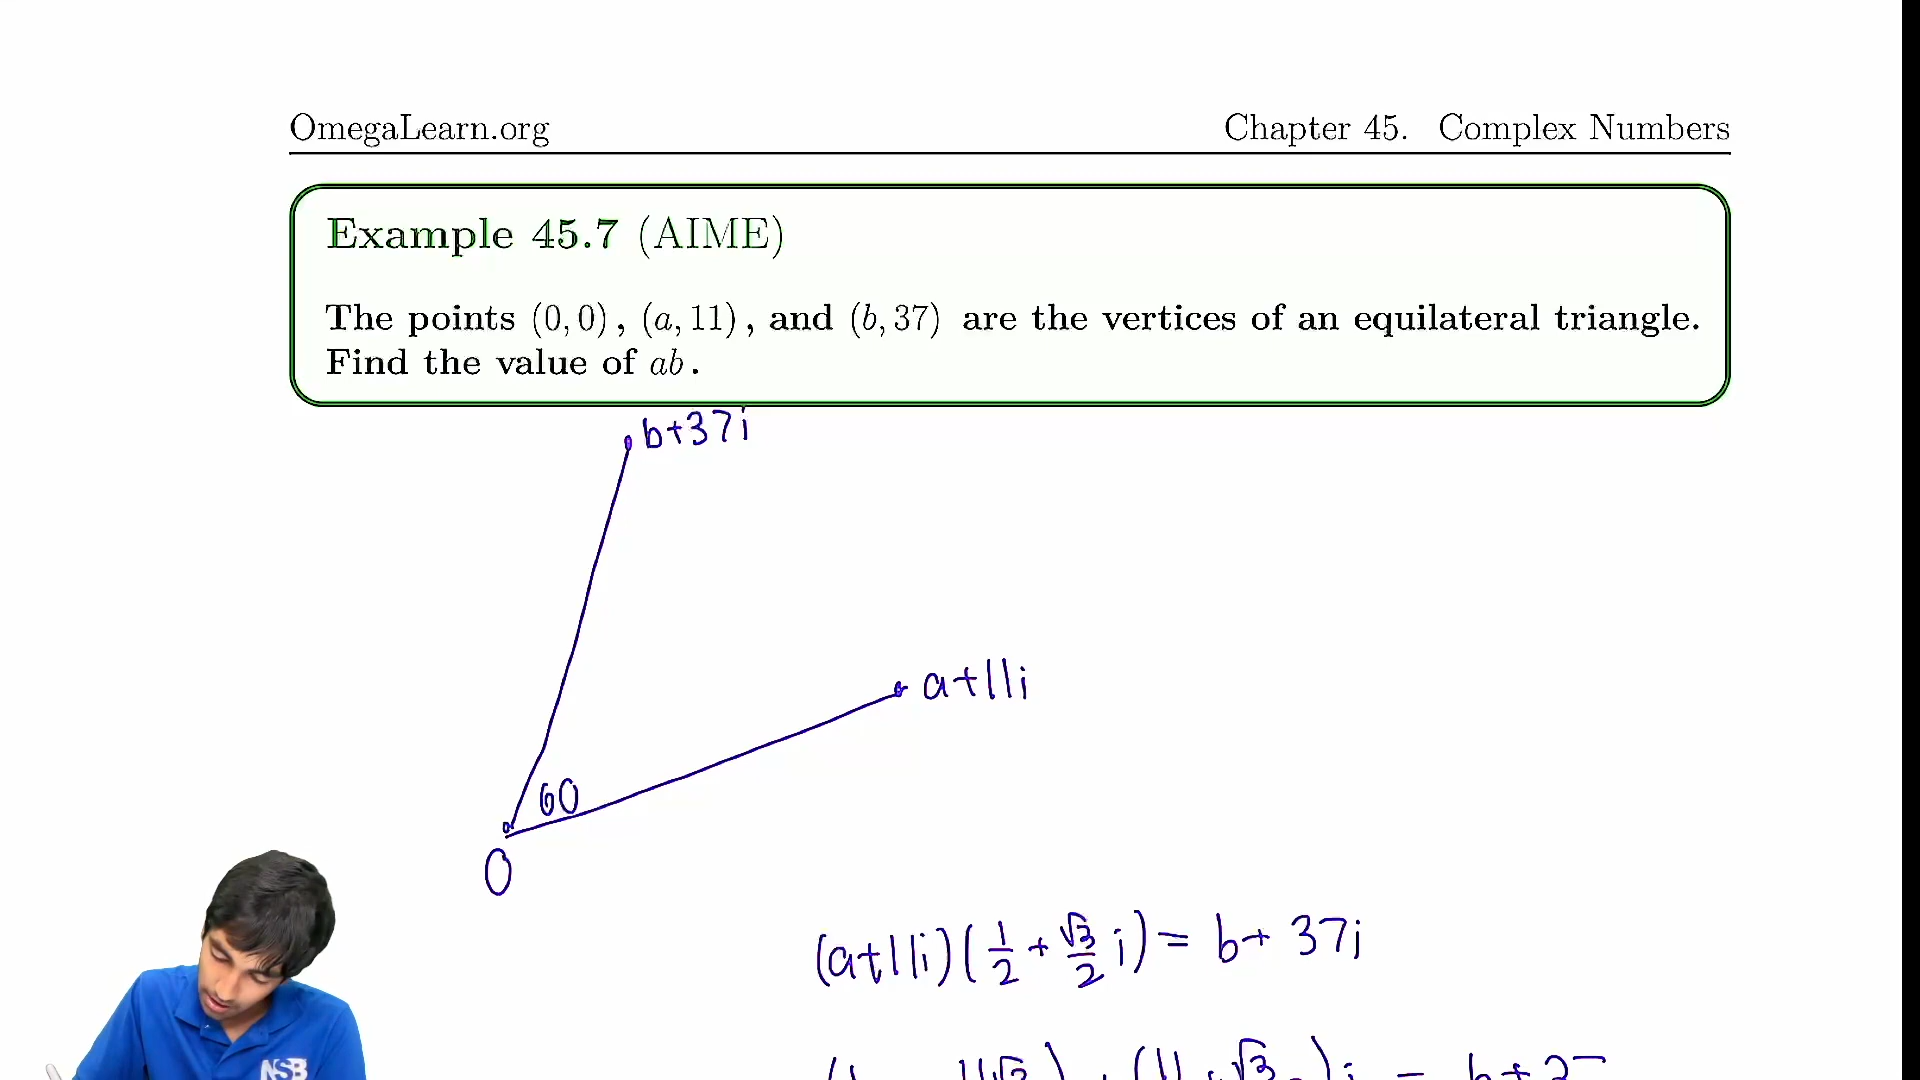 OmegaLearn.org
Chapter 45. Complex Numbers
Example 45.7 (AIME)
The points (0, 0), (a, 11), and (b, 37) are the vertices of an equilateral triangle.
Find the value of ab.
b+37i
a+11i
60
0
(a+11i)(1/2 + √3/2 i) = b+ 37i
NSB